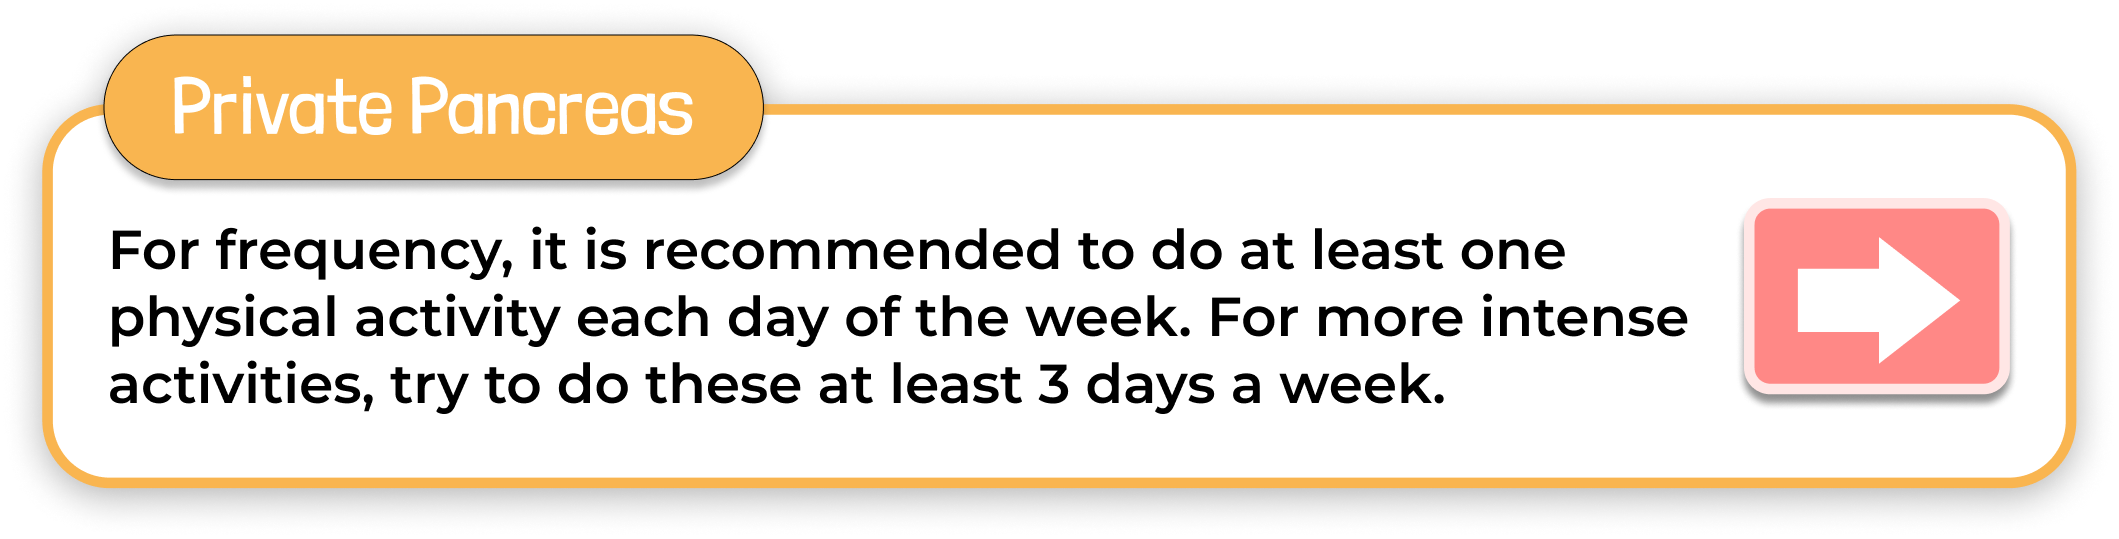 Private Pancreas
For frequency, it is recommended to do at least one
physical activity each day of the week. For more intense
activities, try to do these at least 3 days a week.